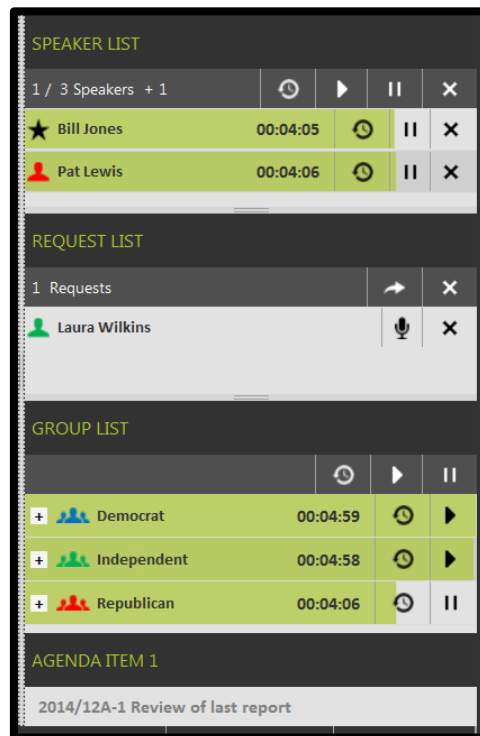 SPEAKER LIST
1 / 3 Speakers + 1
Bill Jones 00:04:05
Pat Lewis 00:04:06
REQUEST LIST
1 Requests
Laura Wilkins
GROUP LIST
+ Democrat 00:04:59
+ Independent 00:04:58
+ Republican 00:04:06
AGENDA ITEM 1
2014/12A-1 Review of last report